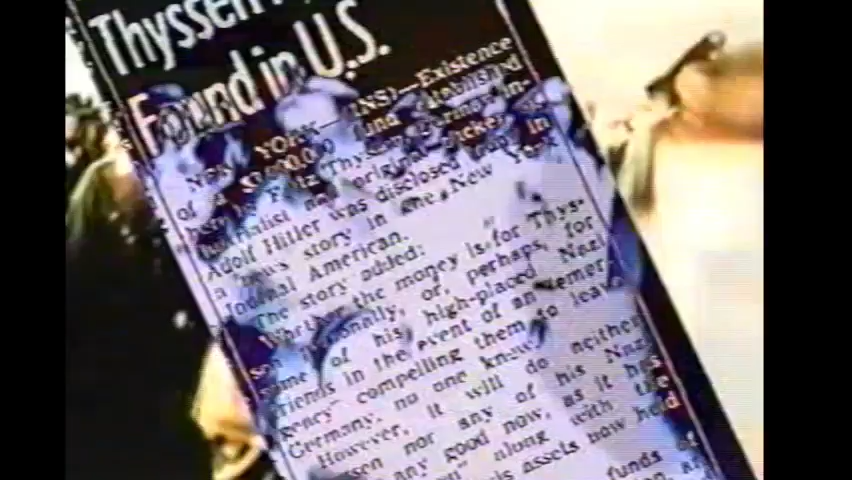 Thyssen
Found in U.S.
NEW YORK—(INS)—Existence
of a $3,000,000 fund established
here by Fritz Thyssen, German in-
dustrialist and original backer of
Adolf Hitler was disclosed in
a news story in the New York
Journal American.
The story added:
"Whether the money is for Thys-
sen personally, or, perhaps, for
some of his high-placed Nazi
friends in the event of an emer-
gency compelling them to leave
Germany, no one knows.
However, it will do neither
ssen nor any of his Nazi
any good now, as it has
along with the
his assets now held
funds of